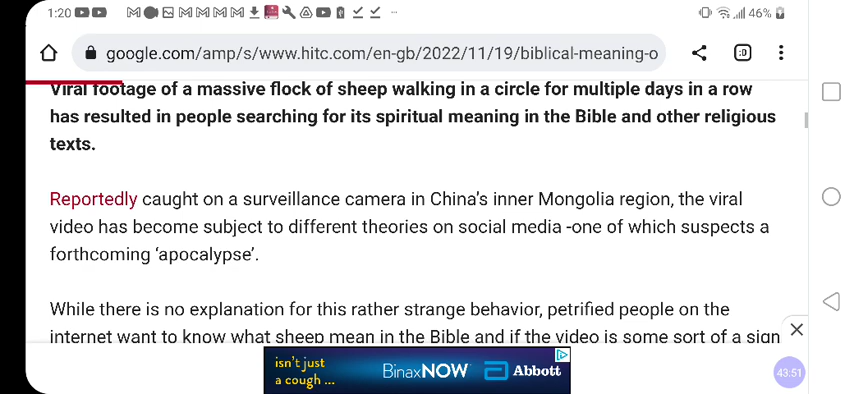 1:20
46%
google.com/amp/s/www.hitc.com/en-gb/2022/11/19/biblical-meaning-o
:D
Viral footage of a massive flock of sheep walking in a circle for multiple days in a row
has resulted in people searching for its spiritual meaning in the Bible and other religious
texts.
Reportedly caught on a surveillance camera in China's inner Mongolia region, the viral
video has become subject to different theories on social media -one of which suspects a
forthcoming ‘apocalypse’.
While there is no explanation for this rather strange behavior, petrified people on the
internet want to know what sheep mean in the Bible and if the video is some sort of a sign
isn't just
a cough ...
BinaxNOW
Abbott
43:51